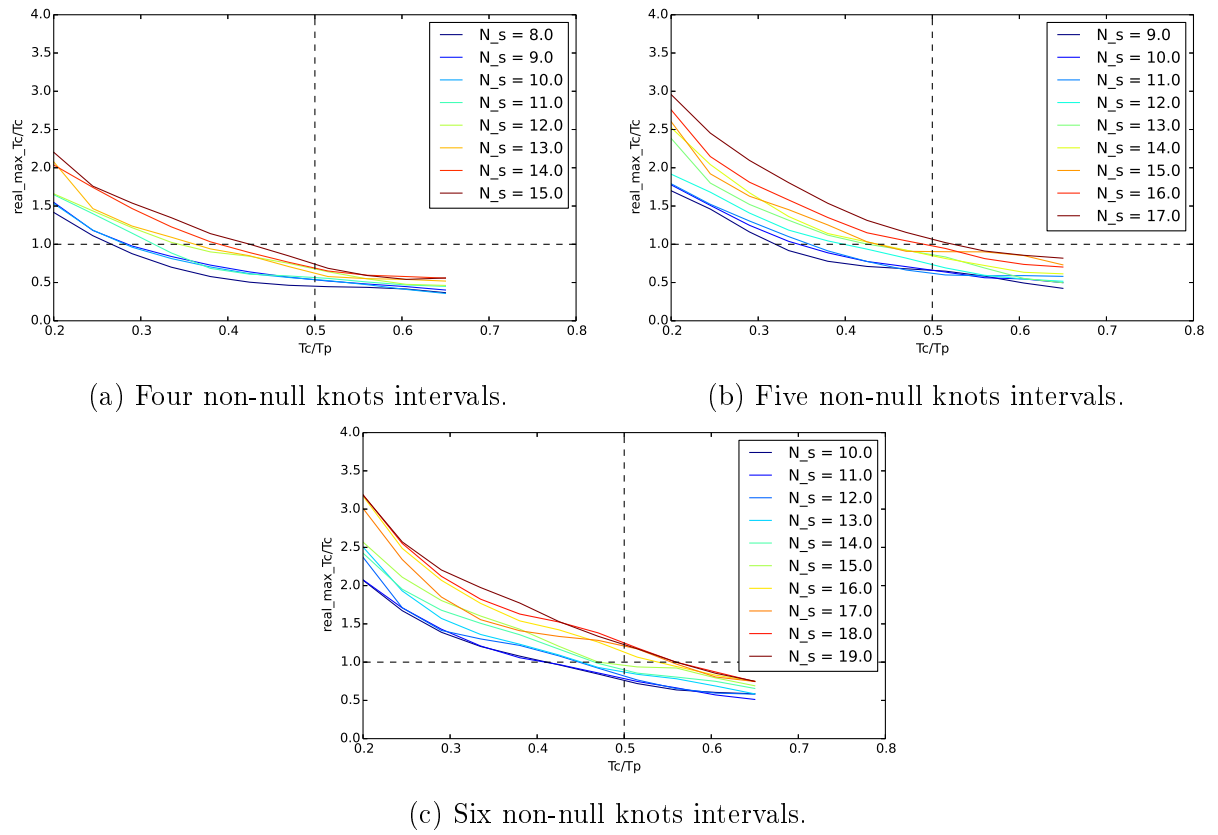 4.0
3.5
3.0
2.5
2.0
1.5
1.0
0.5
0.0
real_max_Tc/Tc
0.2 0.3 0.4 0.5 0.6 0.7 0.8
Tc/Tp
N_s = 8.0
N_s = 9.0
N_s = 10.0
N_s = 11.0
N_s = 12.0
N_s = 13.0
N_s = 14.0
N_s = 15.0
(a) Four non-null knots intervals.
4.0
3.5
3.0
2.5
2.0
1.5
1.0
0.5
0.0
real_max_Tc/Tc
0.2 0.3 0.4 0.5 0.6 0.7 0.8
Tc/Tp
N_s = 9.0
N_s = 10.0
N_s = 11.0
N_s = 12.0
N_s = 13.0
N_s = 14.0
N_s = 15.0
N_s = 16.0
N_s = 17.0
(b) Five non-null knots intervals.
4.0
3.5
3.0
2.5
2.0
1.5
1.0
0.5
0.0
real_max_Tc/Tc
0.2 0.3 0.4 0.5 0.6 0.7 0.8
Tc/Tp
N_s = 10.0
N_s = 11.0
N_s = 12.0
N_s = 13.0
N_s = 14.0
N_s = 15.0
N_s = 16.0
N_s = 17.0
N_s = 18.0
N_s = 19.0
(c) Six non-null knots intervals.